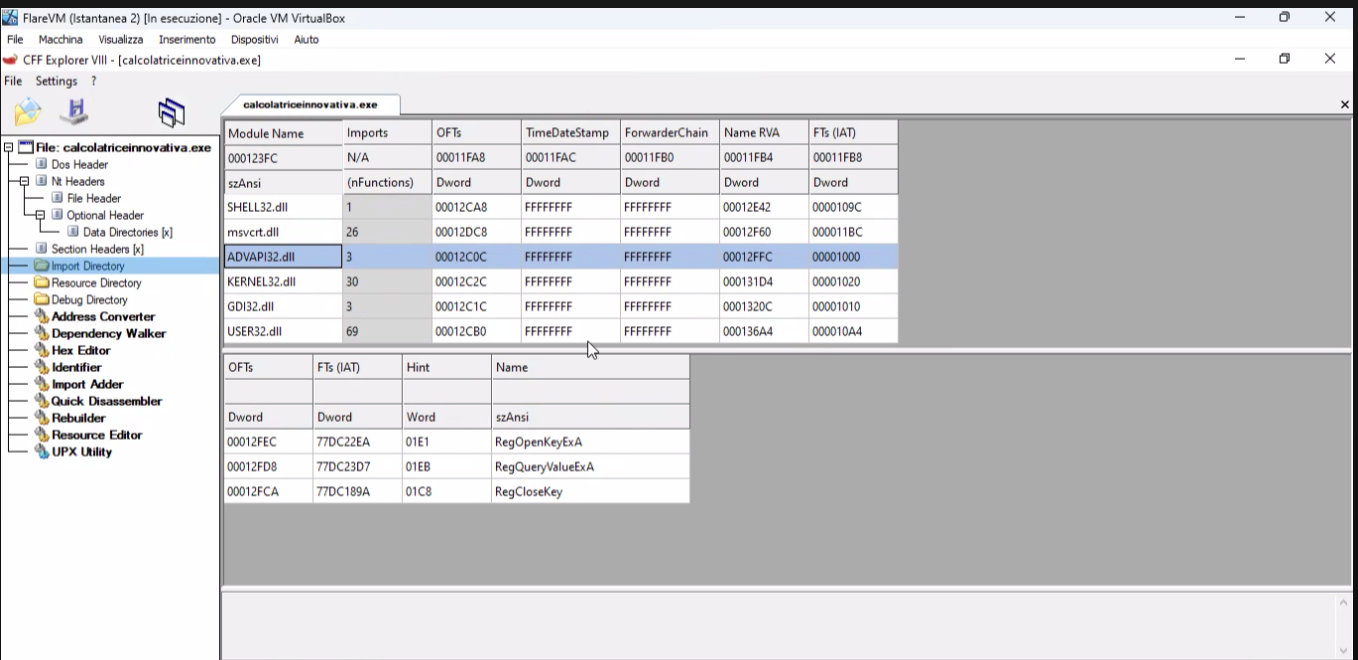 FlareVM (Istantanea 2) [In esecuzione] - Oracle VM VirtualBox
File Macchina Visualizza Inserimento Dispositivi Aiuto
CFF Explorer VIII - [calcolatriceinnovativa.exe]
File Settings ?
calcolatriceinnovativa.exe
File: calcolatriceinnovativa.exe
Dos Header
Nt Headers
File Header
Optional Header
Data Directories [x]
Section Headers [x]
Import Directory
Resource Directory
Debug Directory
Address Converter
Dependency Walker
Hex Editor
Identifier
Import Adder
Quick Disassembler
Rebuilder
Resource Editor
UPX Utility
Module Name Imports OFTs TimeDateStamp ForwarderChain Name RVA FTs (IAT)
000123FC N/A 00011FA8 00011FAC 00011FB0 00011FB4 00011FB8
szAnsi (nFunctions) Dword Dword Dword Dword Dword
SHELL32.dll 1 00012CA8 FFFFFFFF FFFFFFFF 00012E42 0000109C
msvcrt.dll 26 00012DC8 FFFFFFFF FFFFFFFF 00012F60 000011BC
ADVAPI32.dll 3 00012C0C FFFFFFFF FFFFFFFF 00012FFC 00001000
KERNEL32.dll 30 00012C2C FFFFFFFF FFFFFFFF 000131D4 00001020
GDI32.dll 3 00012C1C FFFFFFFF FFFFFFFF 0001320C 00001010
USER32.dll 69 00012CB0 FFFFFFFF FFFFFFFF 000136A4 000010A4
OFTs FTs (IAT) Hint Name
Dword Dword Word szAnsi
00012FEC 77DC22EA 01E1 RegOpenKeyExA
00012FD8 77DC23D7 01EB RegQueryValueExA
00012FCA 77DC189A 01C8 RegCloseKey